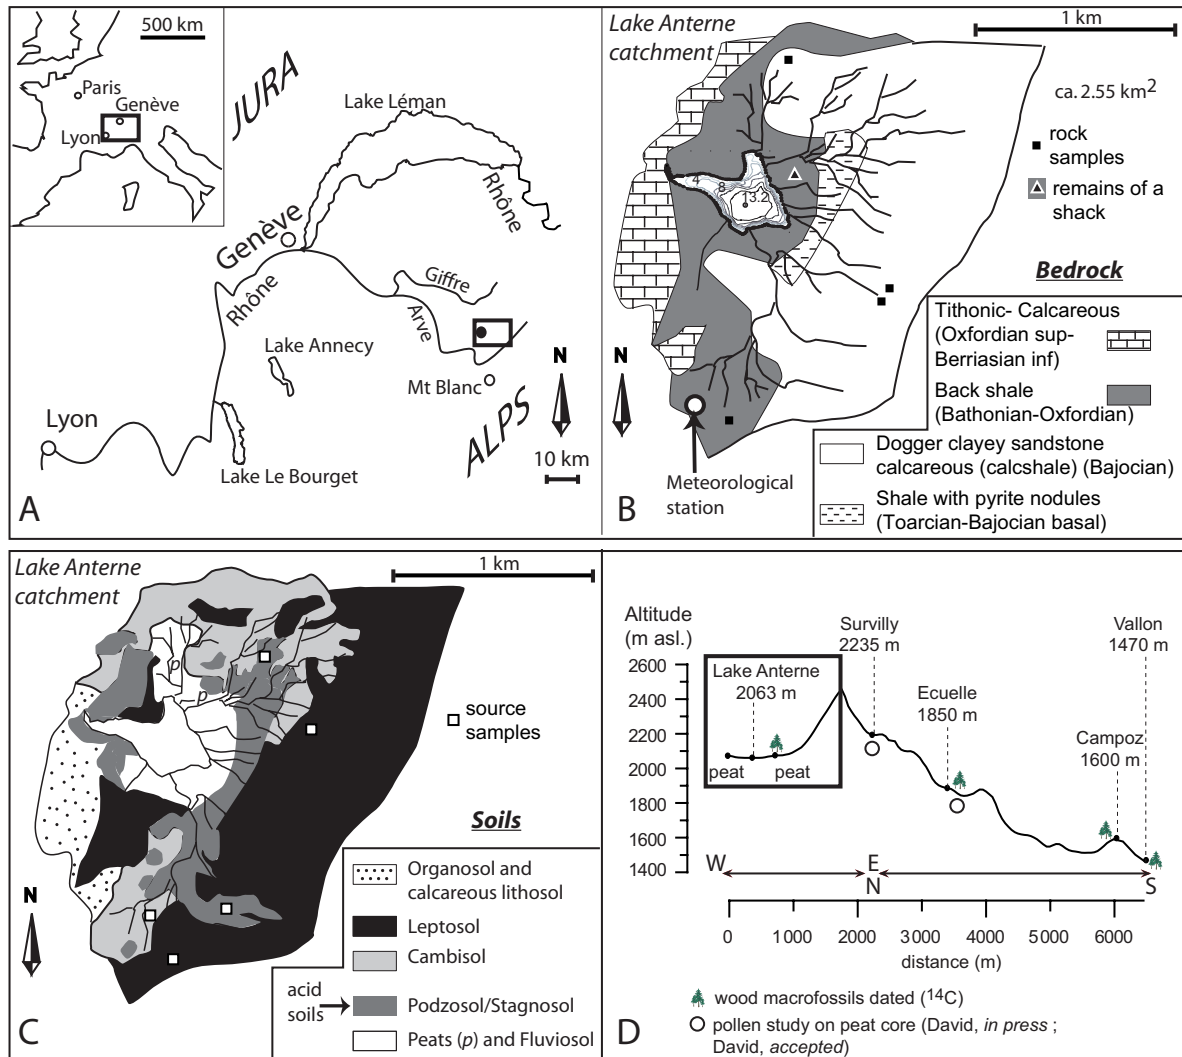 500 km
Paris
Genève
Lyon
JURA
Lake Léman
Rhône
Genève
Rhône
Giffre
Arve
Lake Annecy
Mt Blanc
N
ALPS
Lyon
10 km
Lake Le Bourget
A
Lake Anterne
catchment
1 km
ca. 2.55 km2
rock
samples
remains of a
shack
4
8
13.2
Bedrock
N
Tithonic- Calcareous
(Oxfordian sup-
Berriasian inf)
Back shale
(Bathonian-Oxfordian)
Dogger clayey sandstone
calcareous (calcshale) (Bajocian)
Shale with pyrite nodules
(Toarcian-Bajocian basal)
Meteorological
station
B
Lake Anterne
catchment
1 km
p
p
source
samples
Soils
N
Organosol and
calcareous lithosol
Leptosol
Cambisol
acid
soils
Podzosol/Stagnosol
Peats (p) and Fluviosol
C
Altitude
(m asl.)
Survilly
2235 m
Vallon
1470 m
Lake Anterne
2063 m
Ecuelle
1850 m
Campoz
1600 m
peat
peat
2600
2400
2200
2000
1800
1600
1400
W
E
N
S
0
1000
2000
3000
4000
5000
6000
distance (m)
wood macrofossils dated (14C)
pollen study on peat core (David, in press ;
David, accepted)
D